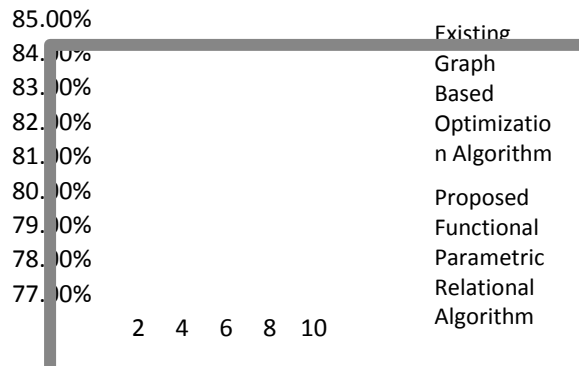 85.00%
84.00%
83.00%
82.00%
81.00%
80.00%
79.00%
78.00%
77.00%
2 4 6 8 10
Existing
Graph
Based
Optimizatio
n Algorithm
Proposed
Functional
Parametric
Relational
Algorithm